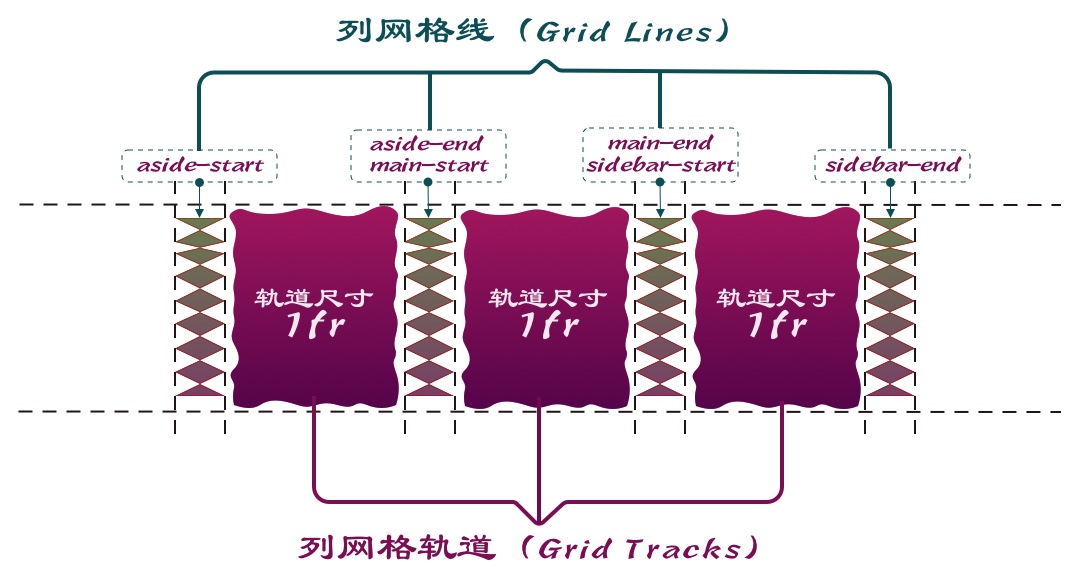 列网格线（Grid Lines）
aside-start
aside-end
main-start
main-end
sidebar-start
sidebar-end
轨道尺寸
1fr
轨道尺寸
1fr
轨道尺寸
1fr
列网格轨道（Grid Tracks）